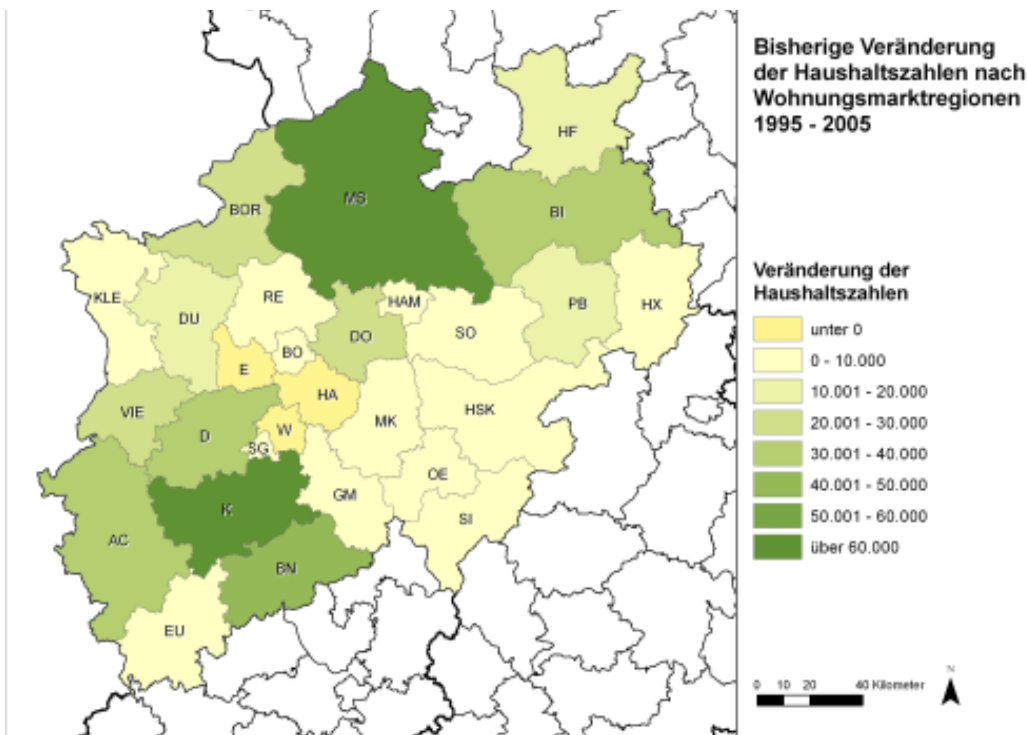 Bisherige Veränderung
der Haushaltszahlen nach
Wohnungsmarktregionen
1995 - 2005
HF
MS
BOR
BI
KLE
RE
HAM
PB
HX
DU
DO
SO
BO
E
HA
VIE
D
W
MK
HSK
SG
OE
K
GM
SI
AC
BN
EU
Veränderung der
Haushaltszahlen
unter 0
0 - 10.000
10.001 - 20.000
20.001 - 30.000
30.001 - 40.000
40.001 - 50.000
50.001 - 60.000
über 60.000
0 10 20 40 Kilometer
N